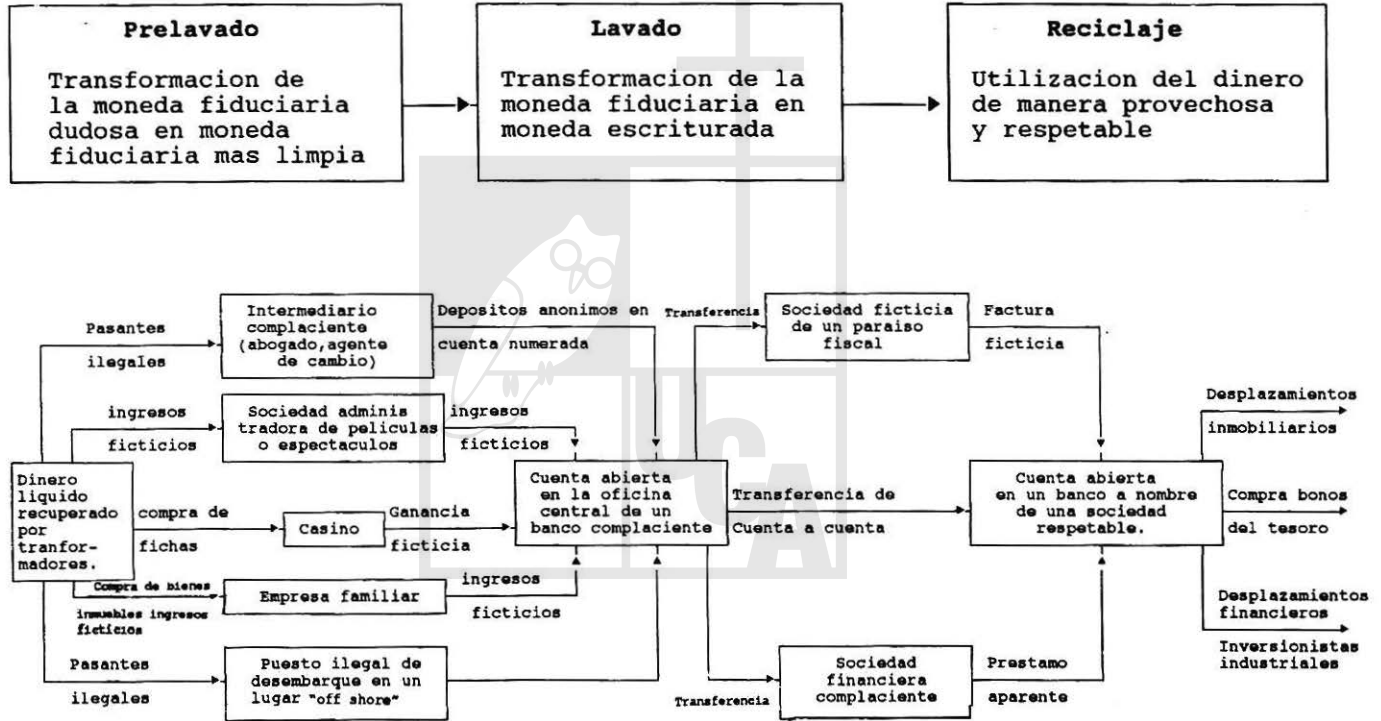 Prelavado
Transformacion de
la moneda fiduciaria
dudosa en moneda
fiduciaria mas limpia
Lavado
Transformacion de la
moneda fiduciaria en
moneda escriturada
Reciclaje
Utilizacion del dinero
de manera provechosa
y respetable
Pasantes
ilegales
Intermediario
complaciente
(abogado,agente
de cambio)
Depositos anonimos en
cuenta numerada
Transferencia
Sociedad ficticia
de un paraiso
fiscal
Factura
ficticia
ingresos
ficticios
Sociedad adminis
tradora de peliculas
o espectaculos
ingresos
ficticios
Desplazamientos
inmobiliarios
Dinero
liquido
recuperado
por
tranfor-
madores.
compra de
fichas
Casino
Ganancia
ficticia
Cuenta abierta
en la oficina
central de un
banco complaciente
Transferencia de
Cuenta a cuenta
Cuenta abierta
en un banco a nombre
de una sociedad
respetable.
Compra bonos
del tesoro
Compra de bienes
inmuebles ingresos
ficticios
Empresa familiar
ingresos
ficticios
Desplazamientos
financieros
Inversionistas
industriales
Pasantes
ilegales
Puesto ilegal de
desembarque en un
lugar "off shore"
Transferencia
Sociedad
financiera
complaciente
Prestamo
aparente
UCA